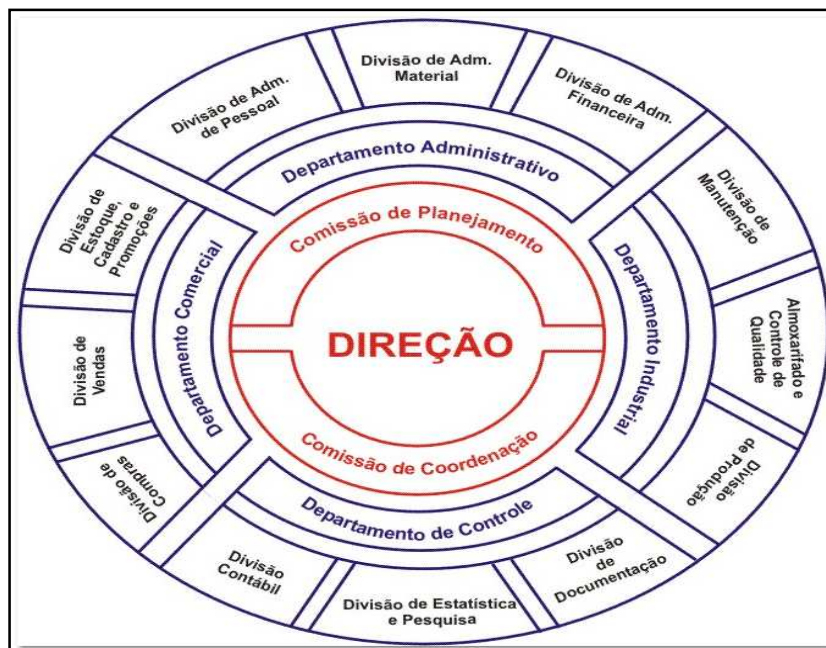 Divisão de Adm.
Material
Divisão de Adm.
de Pessoal
Divisão de Adm.
Financeira
Departamento Administrativo
Divisão de
Manutenção
Divisão de
Estoque,
Cadastro e
Promoções
Comissão de Planejamento
Departamento Comercial
Departamento Industrial
Almoxarifado e
Controle de
Qualidade
DIREÇÃO
Divisão de
Vendas
Comissão de Coordenação
Divisão de
Compras
Divisão
de Produção
Departamento de Controle
Divisão
Contábil
Divisão de Estatística
e Pesquisa
Divisão
de
Documentação